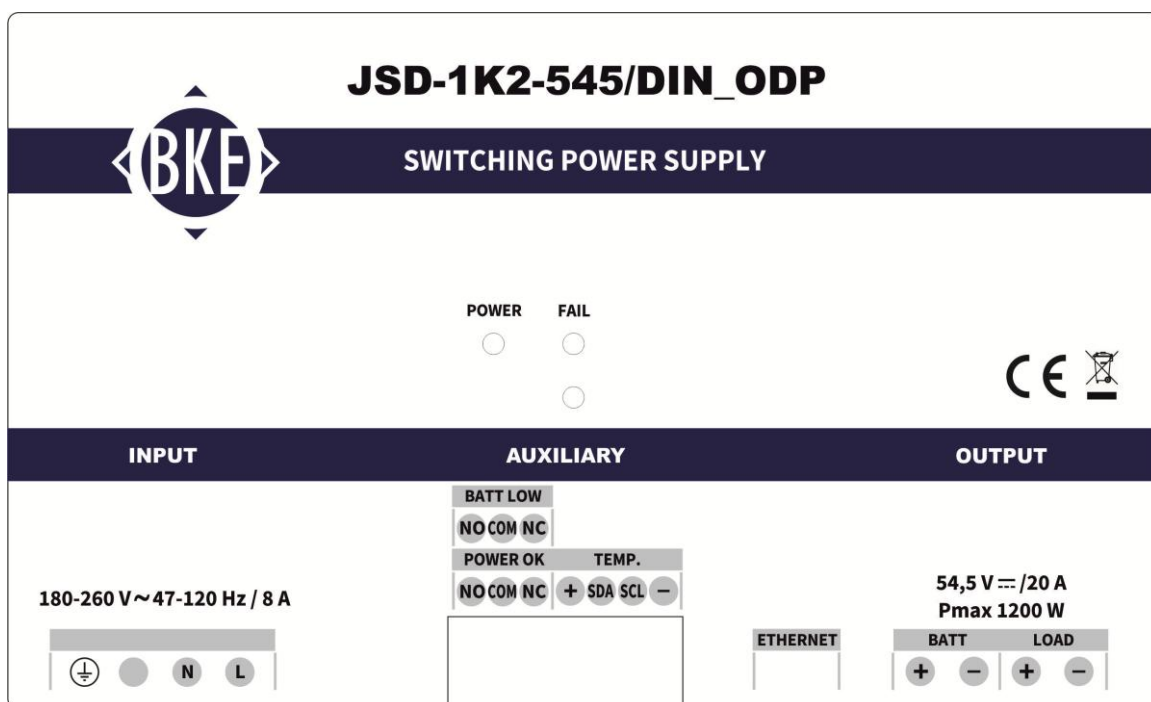 JSD-1K2-545/DIN_ODP
BKE
SWITCHING POWER SUPPLY
POWER FAIL
CE
INPUT AUXILIARY OUTPUT
BATT LOW
NO COM NC
POWER OK TEMP.
NO COM NC + SDA SCL −
180-260 V~47-120 Hz / 8 A
54,5 V ⎓ /20 A
Pmax 1200 W
ETHERNET
BATT LOAD
N L
+ − + −